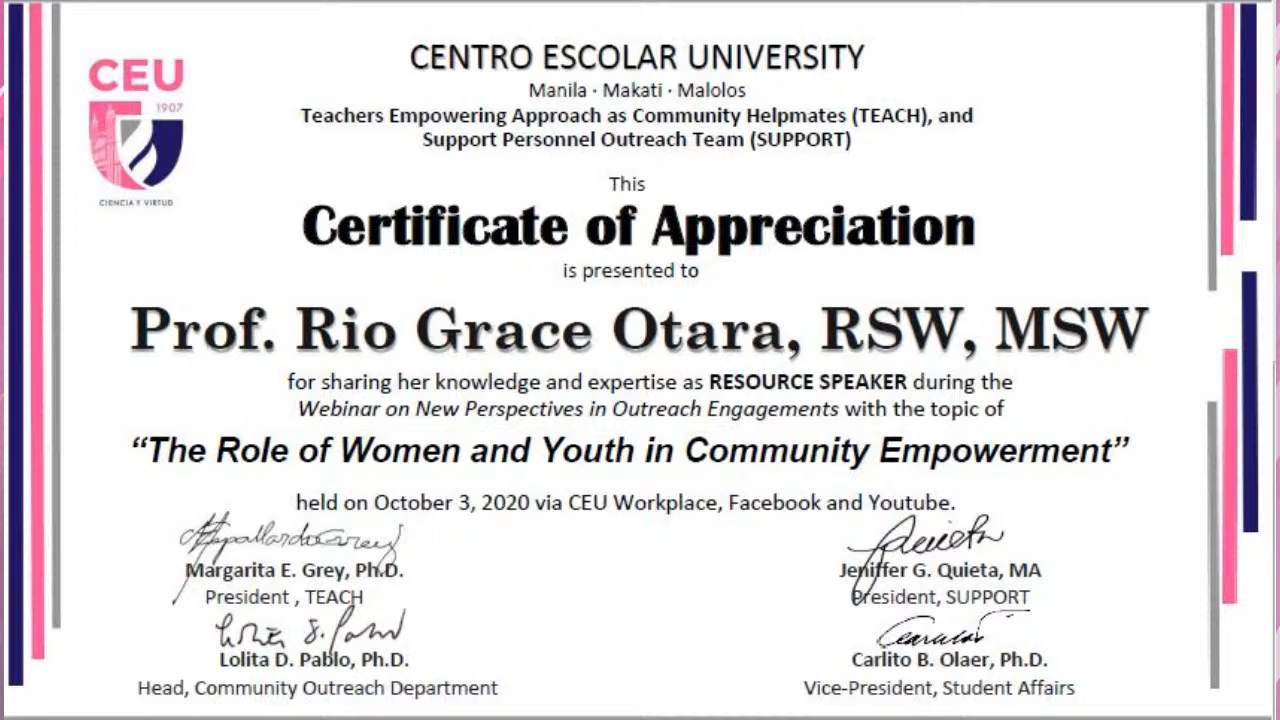 CEU
1907
CIENCIA Y VIRTUD
CENTRO ESCOLAR UNIVERSITY
Manila · Makati · Malolos
Teachers Empowering Approach as Community Helpmates (TEACH), and
Support Personnel Outreach Team (SUPPORT)
This
Certificate of Appreciation
is presented to
Prof. Rio Grace Otara, RSW, MSW
for sharing her knowledge and expertise as RESOURCE SPEAKER during the
Webinar on New Perspectives in Outreach Engagements with the topic of
“The Role of Women and Youth in Community Empowerment”
held on October 3, 2020 via CEU Workplace, Facebook and Youtube.
Margarita E. Grey, Ph.D.
President , TEACH
Jeniffer G. Quieta, MA
President, SUPPORT
Lolita D. Pablo, Ph.D.
Head, Community Outreach Department
Carlito B. Olaer, Ph.D.
Vice-President, Student Affairs